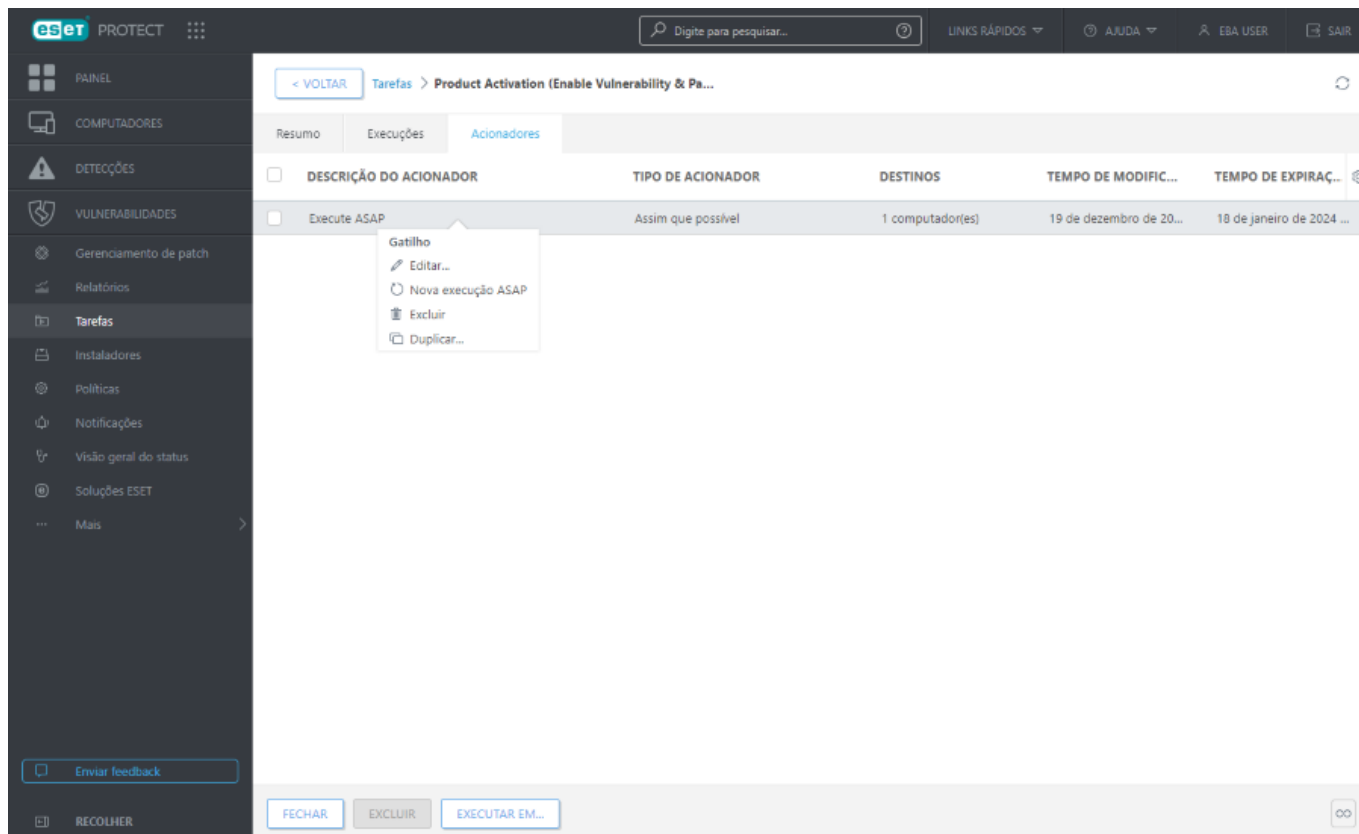 eset PROTECT Digite para pesquisar... LINKS RÁPIDOS AJUDA EBA USER SAIR
PAINEL
COMPUTADORES
DETECÇÕES
VULNERABILIDADES
Gerenciamento de patch
Relatórios
Tarefas
Instaladores
Políticas
Notificações
Visão geral do status
Soluções ESET
Mais
Enviar feedback
RECOLHER
< VOLTAR Tarefas > Product Activation (Enable Vulnerability & Pa...
Resumo Execuções Acionadores
DESCRIÇÃO DO ACIONADOR TIPO DE ACIONADOR DESTINOS TEMPO DE MODIFIC... TEMPO DE EXPIRAÇ...
Execute ASAP Assim que possível 1 computador(es) 19 de dezembro de 20... 18 de janeiro de 2024 ...
Gatilho
Editar...
Nova execução ASAP
Excluir
Duplicar...
FECHAR EXCLUIR EXECUTAR EM...